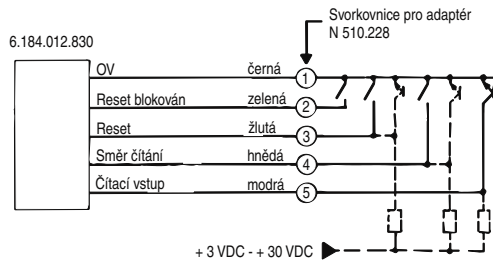 Svorkovnice pro adaptér
N 510.228
6.184.012.830
OV černá 1
Reset blokován zelená 2
Reset žlutá 3
Směr čítání hnědá 4
Čítací vstup modrá 5
+ 3 VDC - + 30 VDC